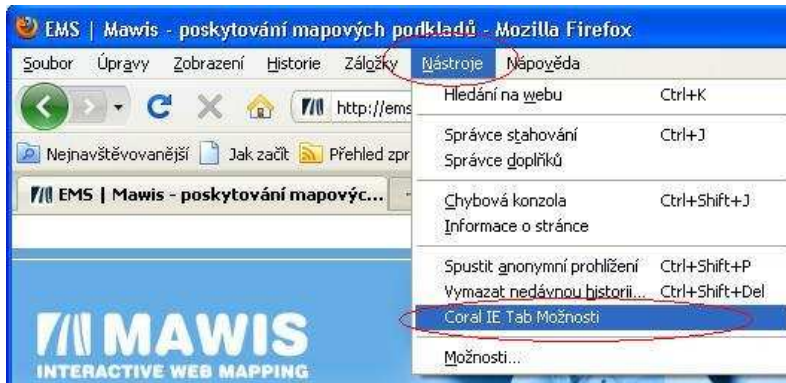 EMS | Mawis - poskytování mapových podkladů - Mozilla Firefox
Soubor Úpravy Zobrazení Historie Záložky Nástroje Nápověda
http://ems
Hledání na webu Ctrl+K
Správce stahování Ctrl+J
Správce doplňků
Chybová konzola Ctrl+Shift+J
Informace o stránce
Spustit anonymní prohlížení Ctrl+Shift+P
Vymazat nedávnou historii... Ctrl+Shift+Del
Coral IE Tab Možnosti
Možnosti...
Nejnavštěvovanější Jak začít Přehled zpr
EMS | Mawis - poskytování mapovýc...
MAWIS
INTERACTIVE WEB MAPPING